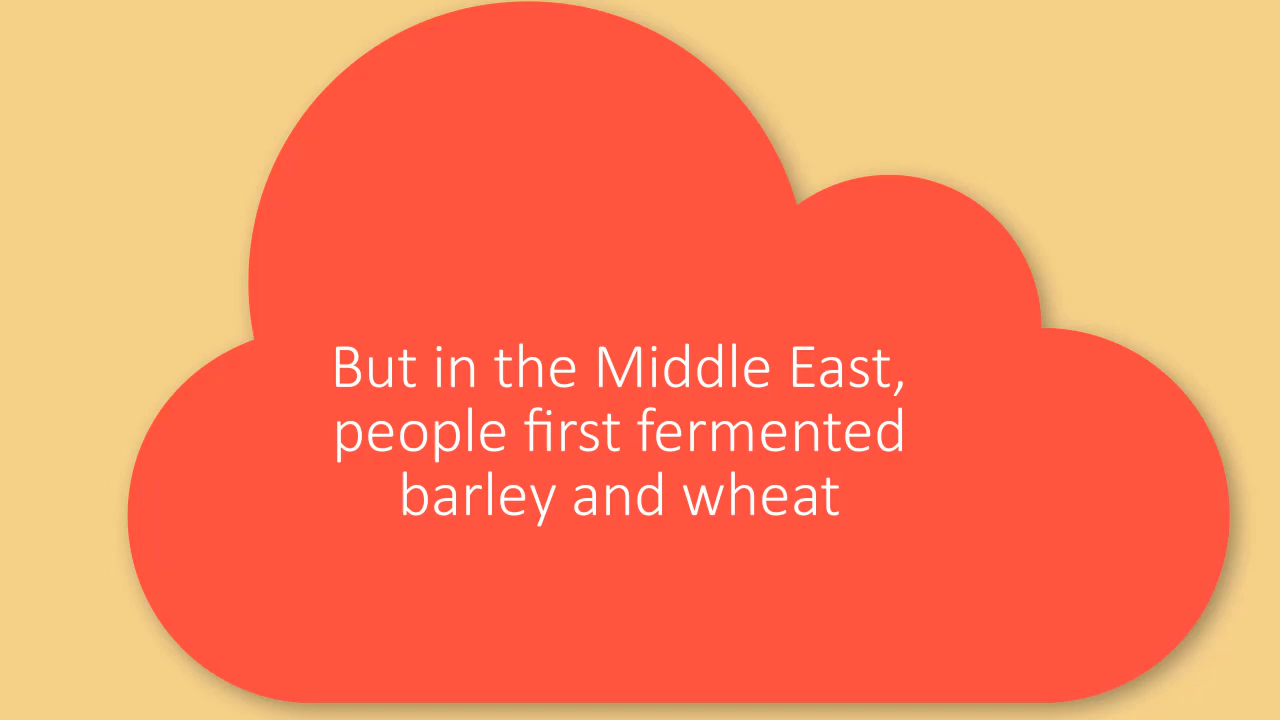 But in the Middle East,
people first fermented
barley and wheat